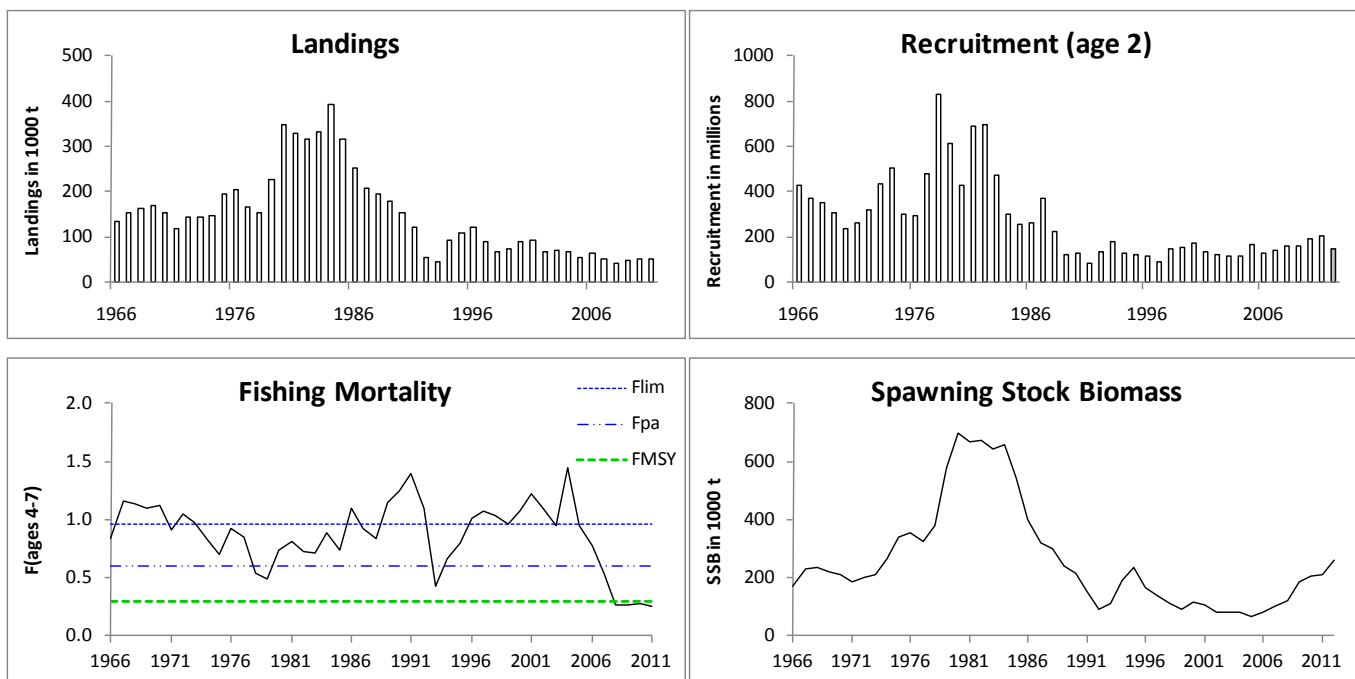 Landings
Landings in 1000 t
500
400
300
200
100
0
1966 1976 1986 1996 2006
Recruitment (age 2)
Recruitment in millions
1000
800
600
400
200
0
1966 1976 1986 1996 2006
Fishing Mortality
F(ages 4-7)
2.0
1.5
1.0
0.5
0.0
Flim
Fpa
FMSY
1966 1971 1976 1981 1986 1991 1996 2001 2006 2011
Spawning Stock Biomass
SSB in 1000 t
800
600
400
200
0
1966 1971 1976 1981 1986 1991 1996 2001 2006 2011